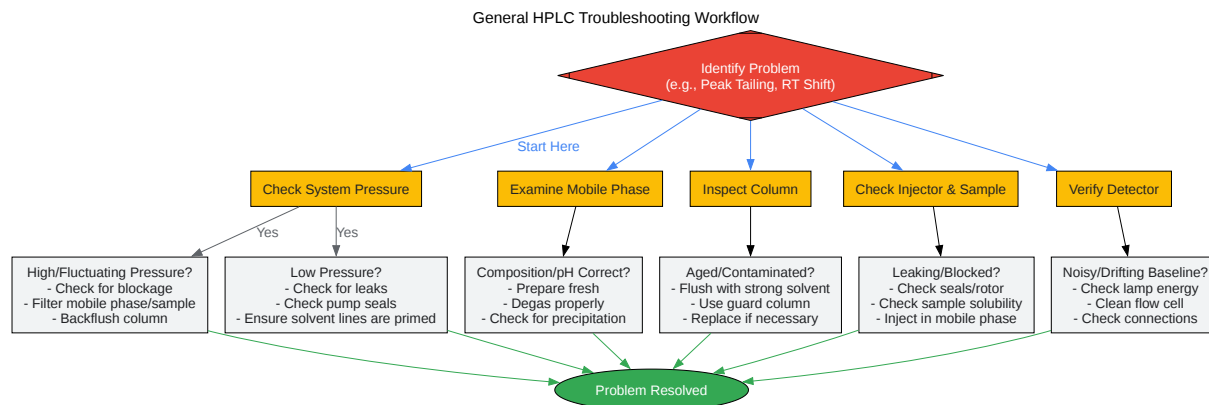 General HPLC Troubleshooting Workflow
Identify Problem
(e.g., Peak Tailing, RT Shift)
Start Here
Check System Pressure
Examine Mobile Phase
Inspect Column
Check Injector & Sample
Verify Detector
Yes
Yes
High/Fluctuating Pressure?
- Check for blockage
- Filter mobile phase/sample
- Backflush column
Low Pressure?
- Check for leaks
- Check pump seals
- Ensure solvent lines are primed
Composition/pH Correct?
- Prepare fresh
- Degas properly
- Check for precipitation
Aged/Contaminated?
- Flush with strong solvent
- Use guard column
- Replace if necessary
Leaking/Blocked?
- Check seals/rotor
- Check sample solubility
- Inject in mobile phase
Noisy/Drifting Baseline?
- Check lamp energy
- Clean flow cell
- Check connections
Problem Resolved